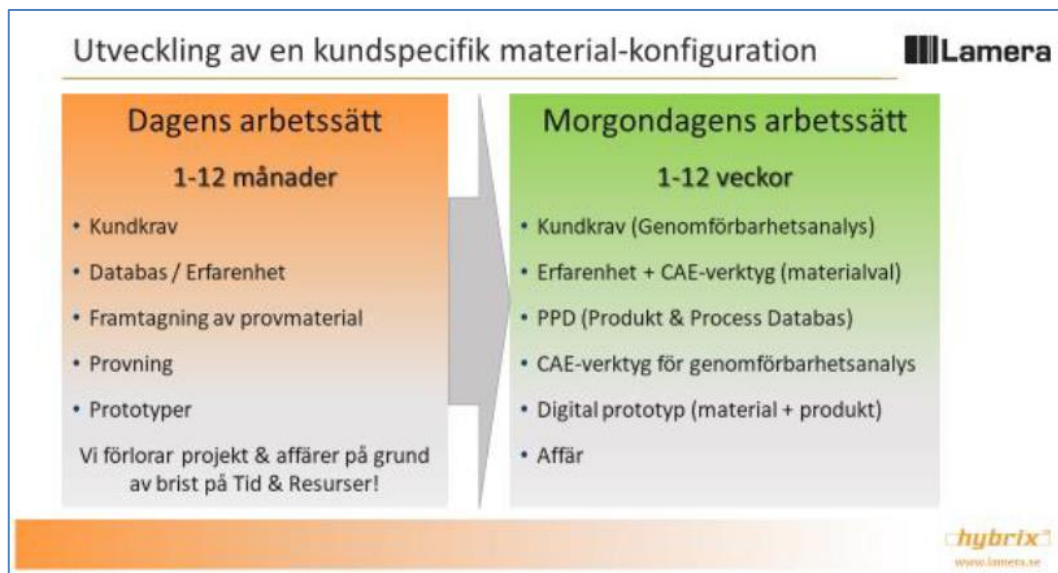 Utveckling av en kundspecifik material-konfiguration
Lamera
Dagens arbetssätt
1-12 månader
• Kundkrav
• Databas / Erfarenhet
• Framtagning av provmaterial
• Provning
• Prototyper
Vi förlorar projekt & affärer på grund
av brist på Tid & Resurser!
Morgondagens arbetssätt
1-12 veckor
• Kundkrav (Genomförbarhetsanalys)
• Erfarenhet + CAE-verktyg (materialval)
• PPD (Produkt & Process Databas)
• CAE-verktyg för genomförbarhetsanalys
• Digital prototyp (material + produkt)
• Affär
hybrix
www.lamera.se